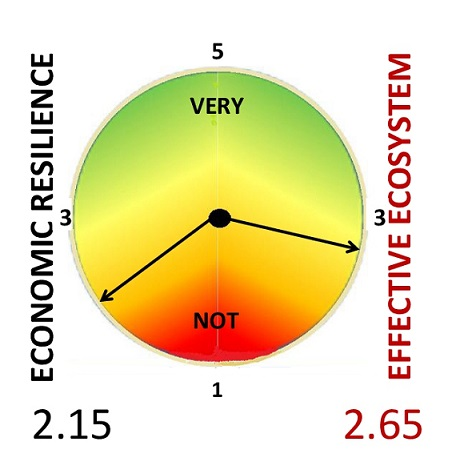 5
VERY
ECONOMIC RESILIENCE
EFFECTIVE ECOSYSTEM
3
3
NOT
1
2.15
2.65